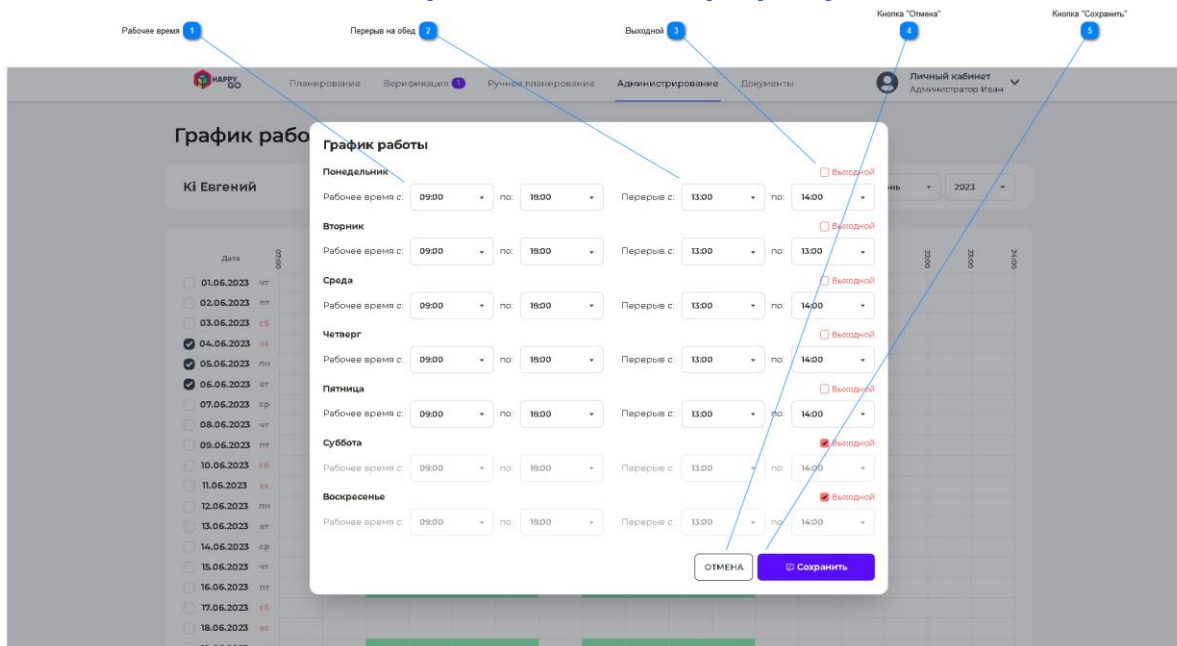 Кнопка "Отмена" Кнопка "Сохранить"
Рабочее время 1 Перерыв на обед 2 Выходной 3 4 5
HAPPY GO Планирование Верификация 1 Ручное планирование Администрирование Документы Личный кабинет
Администратор Иван
График рабо
График работы
Ki Евгений
нь 2023
Понедельник Выходной
Рабочее время с: 09:00 по: 18:00 Перерыв с: 13:00 по: 14:00
Вторник Выходной
Рабочее время с: 09:00 по: 18:00 Перерыв с: 13:00 по: 13:00
Среда Выходной
Рабочее время с: 09:00 по: 18:00 Перерыв с: 13:00 по: 14:00
Четверг Выходной
Рабочее время с: 09:00 по: 18:00 Перерыв с: 13:00 по: 14:00
Пятница Выходной
Рабочее время с: 09:00 по: 18:00 Перерыв с: 13:00 по: 14:00
Суббота Выходной
Рабочее время с: 09:00 по: 18:00 Перерыв с: 13:00 по: 14:00
Воскресенье Выходной
Рабочее время с: 09:00 по: 18:00 Перерыв с: 13:00 по: 14:00
ОТМЕНА Сохранить
Дата 22:00 23:00 24:00
01.06.2023 чт
02.06.2023 пт
03.06.2023 сб
04.06.2023 вс
05.06.2023 пн
06.06.2023 вт
07.06.2023 ср
08.06.2023 чт
09.06.2023 пт
10.06.2023 сб
11.06.2023 вс
12.06.2023 пн
13.06.2023 вт
14.06.2023 ср
15.06.2023 чт
16.06.2023 пт
17.06.2023 сб
18.06.2023 вс